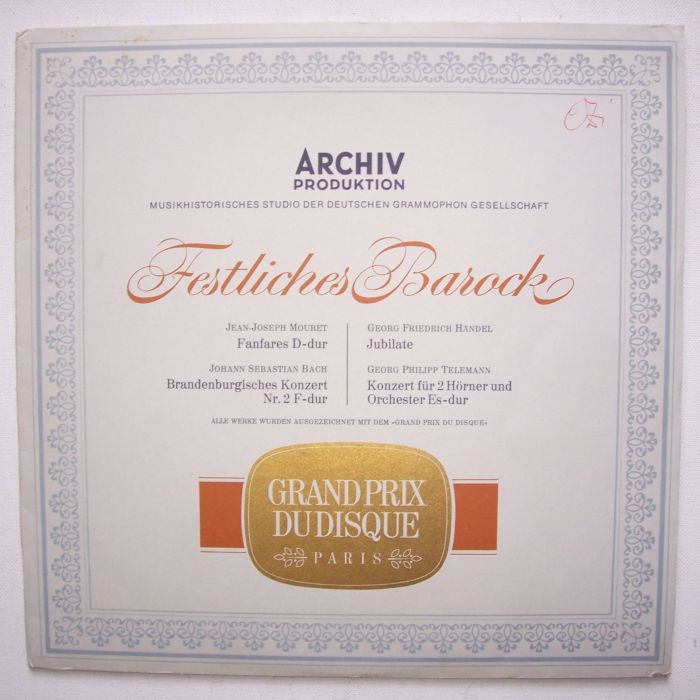 ARCHIV
PRODUKTION
MUSIKHISTORISCHES STUDIO DER DEUTSCHEN GRAMMOPHON GESELLSCHAFT
Festliches Barock
JEAN-JOSEPH MOURET
Fanfares D-dur
JOHANN SEBASTIAN BACH
Brandenburgisches Konzert
Nr. 2 F-dur
GEORG FRIEDRICH HÄNDEL
Jubilate
GEORG PHILIPP TELEMANN
Konzert für 2 Hörner und
Orchester Es-dur
ALLE WERKE WURDEN AUSGEZEICHNET MIT DEM »GRAND PRIX DU DISQUE«
GRAND PRIX
DU DISQUE
PARIS